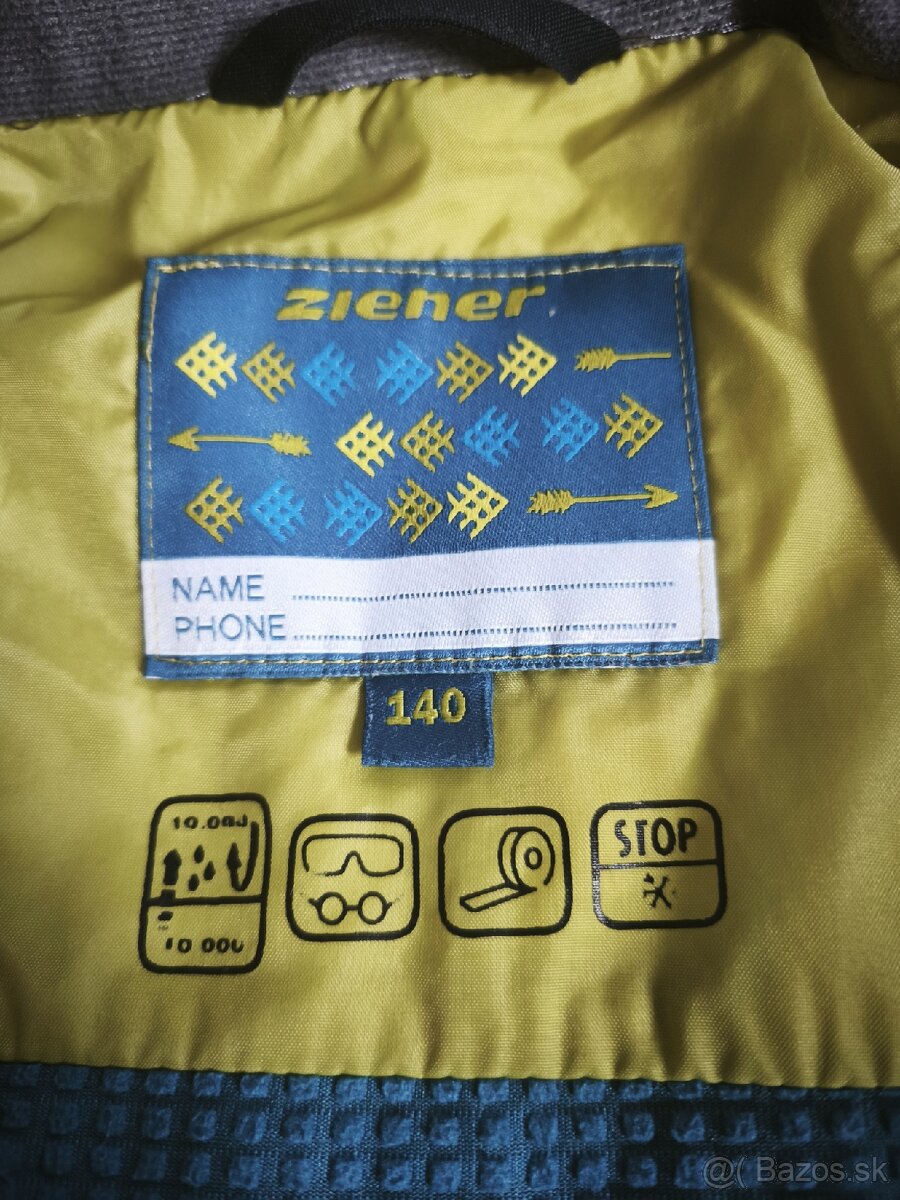 ziener
NAME
PHONE
140
10.000
10 000
STOP
@( Bazos.sk